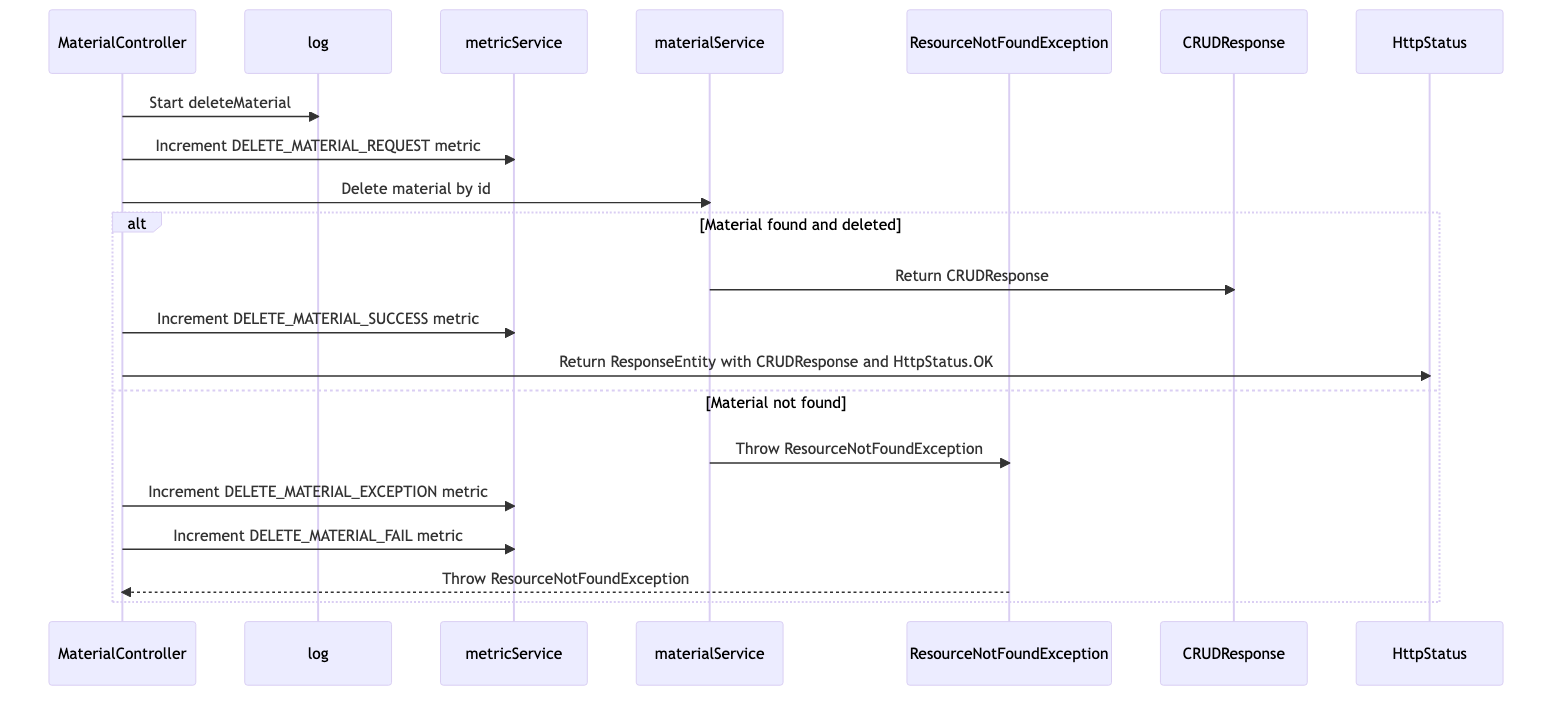 MaterialController
log
metricService
materialService
ResourceNotFoundException
CRUDResponse
HttpStatus
Start deleteMaterial
Increment DELETE_MATERIAL_REQUEST metric
Delete material by id
alt
[Material found and deleted]
Return CRUDResponse
Increment DELETE_MATERIAL_SUCCESS metric
Return ResponseEntity with CRUDResponse and HttpStatus.OK
[Material not found]
Throw ResourceNotFoundException
Increment DELETE_MATERIAL_EXCEPTION metric
Increment DELETE_MATERIAL_FAIL metric
Throw ResourceNotFoundException
MaterialController
log
metricService
materialService
ResourceNotFoundException
CRUDResponse
HttpStatus